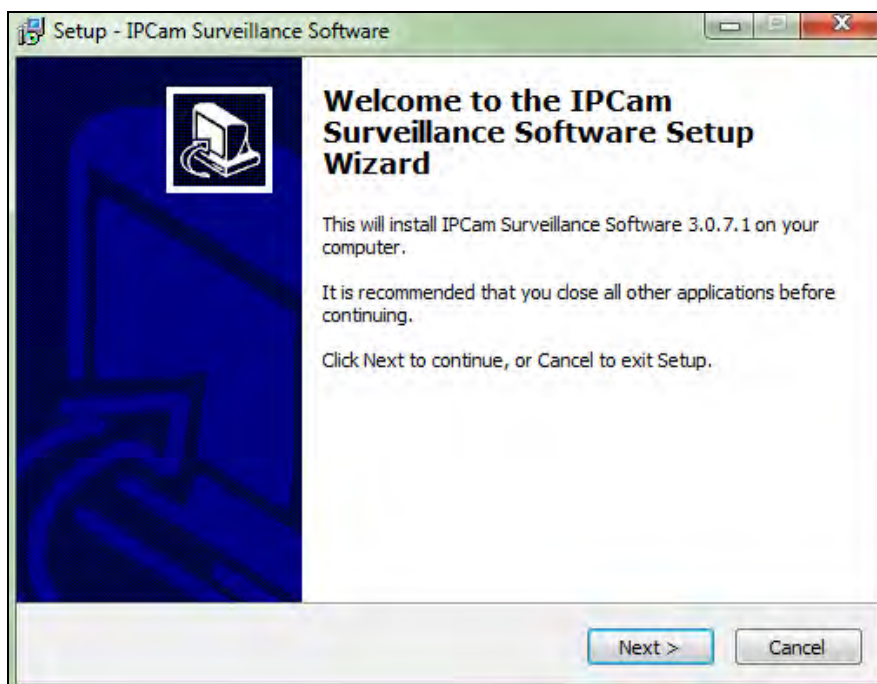 Setup - IPCam Surveillance Software
Welcome to the IPCam
Surveillance Software Setup
Wizard
This will install IPCam Surveillance Software 3.0.7.1 on your
computer.
It is recommended that you close all other applications before
continuing.
Click Next to continue, or Cancel to exit Setup.
Next >
Cancel